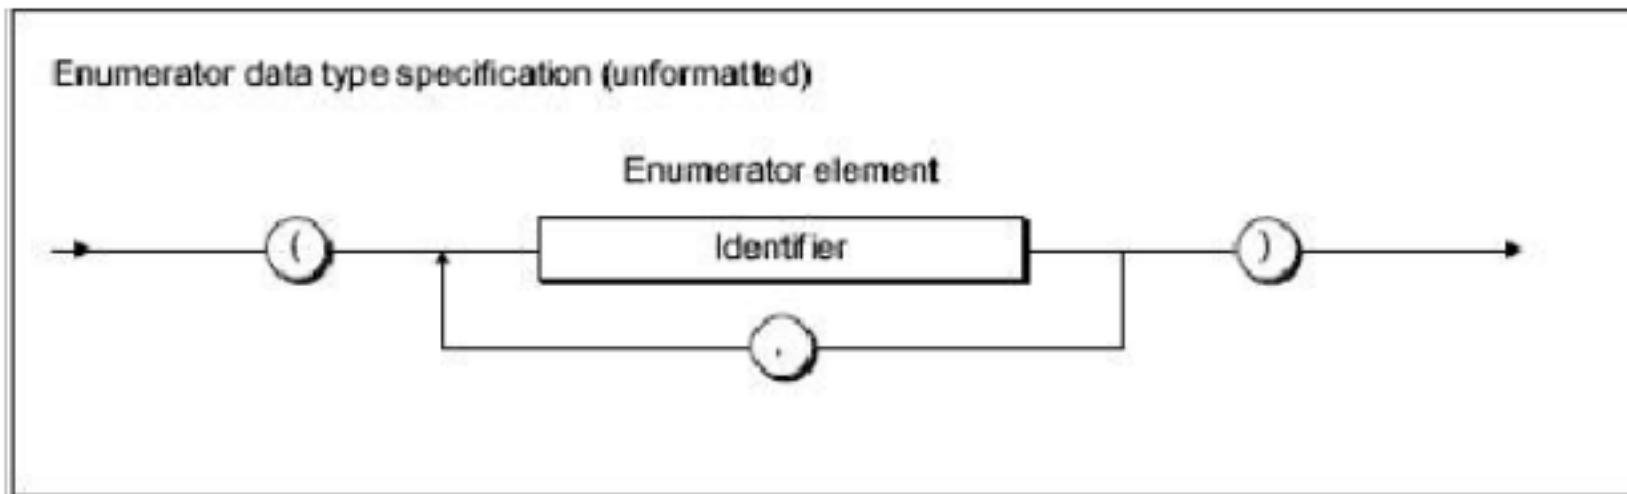 Enumerator data type specification (unformatted)
Enumerator element
( Identifier )
,